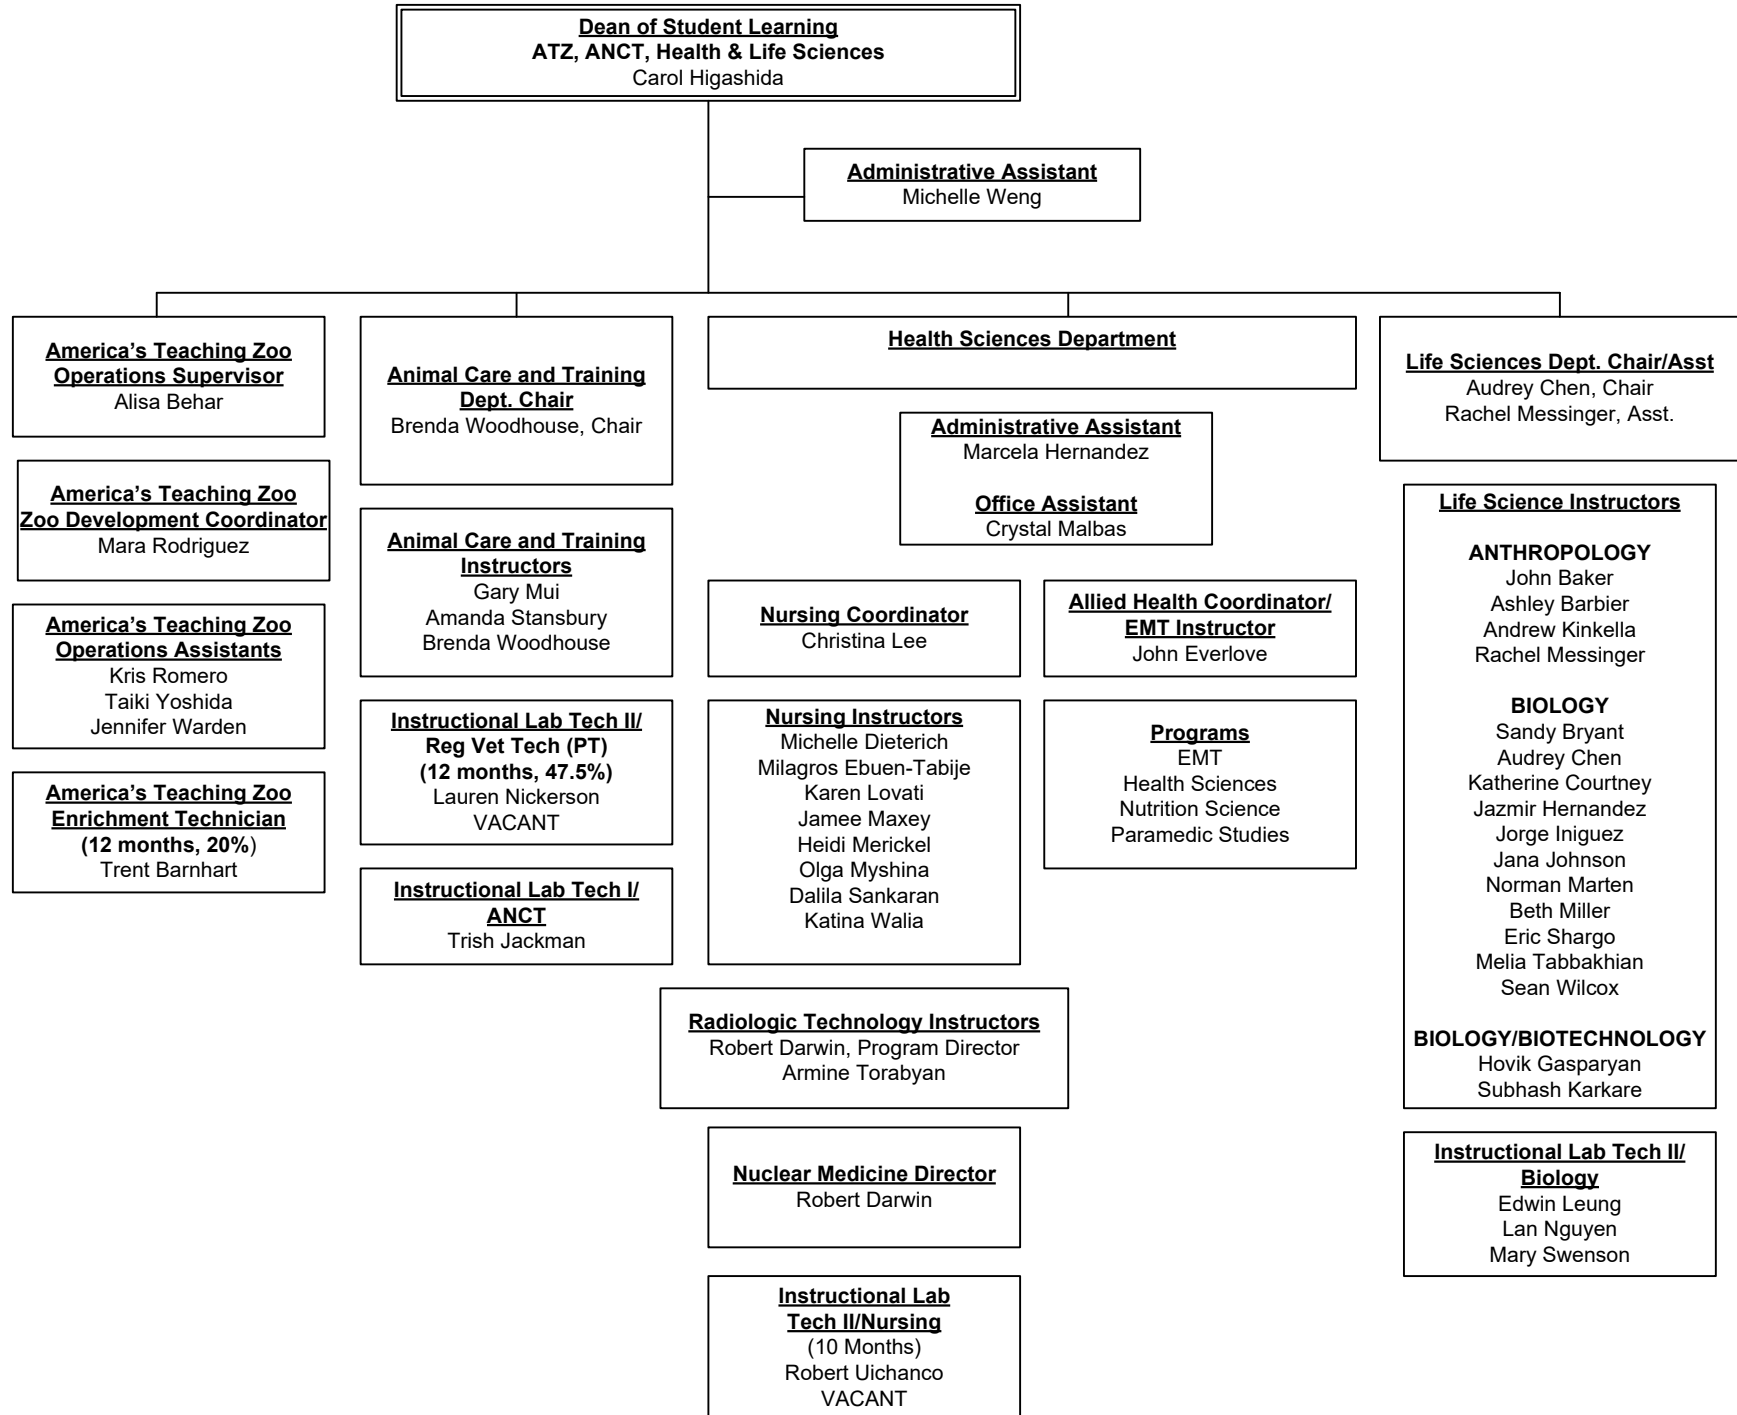 Dean of Student Learning
ATZ, ANCT, Health & Life Sciences
Carol Higashida
Administrative Assistant
Michelle Weng
America’s Teaching Zoo
Operations Supervisor
Alisa Behar
America’s Teaching Zoo
Zoo Development Coordinator
Mara Rodriguez
America’s Teaching Zoo
Operations Assistants
Kris Romero
Taiki Yoshida
Jennifer Warden
America’s Teaching Zoo
Enrichment Technician
(12 months, 20%)
Trent Barnhart
Animal Care and Training
Dept. Chair
Brenda Woodhouse, Chair
Animal Care and Training
Instructors
Gary Mui
Amanda Stansbury
Brenda Woodhouse
Instructional Lab Tech II/
Reg Vet Tech (PT)
(12 months, 47.5%)
Lauren Nickerson
VACANT
Instructional Lab Tech I/
ANCT
Trish Jackman
Health Sciences Department
Administrative Assistant
Marcela Hernandez
Office Assistant
Crystal Malbas
Nursing Coordinator
Christina Lee
Allied Health Coordinator/
EMT Instructor
John Everlove
Nursing Instructors
Michelle Dieterich
Milagros Ebuen-Tabije
Karen Lovati
Jamee Maxey
Heidi Merickel
Olga Myshina
Dalila Sankaran
Katina Walia
Programs
EMT
Health Sciences
Nutrition Science
Paramedic Studies
Radiologic Technology Instructors
Robert Darwin, Program Director
Armine Torabyan
Nuclear Medicine Director
Robert Darwin
Instructional Lab
Tech II/Nursing
(10 Months)
Robert Uichanco
VACANT
Life Sciences Dept. Chair/Asst
Audrey Chen, Chair
Rachel Messinger, Asst.
Life Science Instructors
ANTHROPOLOGY
John Baker
Ashley Barbier
Andrew Kinkella
Rachel Messinger
BIOLOGY
Sandy Bryant
Audrey Chen
Katherine Courtney
Jazmir Hernandez
Jorge Iniguez
Jana Johnson
Norman Marten
Beth Miller
Eric Shargo
Melia Tabbakhian
Sean Wilcox
BIOLOGY/BIOTECHNOLOGY
Hovik Gasparyan
Subhash Karkare
Instructional Lab Tech II/
Biology
Edwin Leung
Lan Nguyen
Mary Swenson